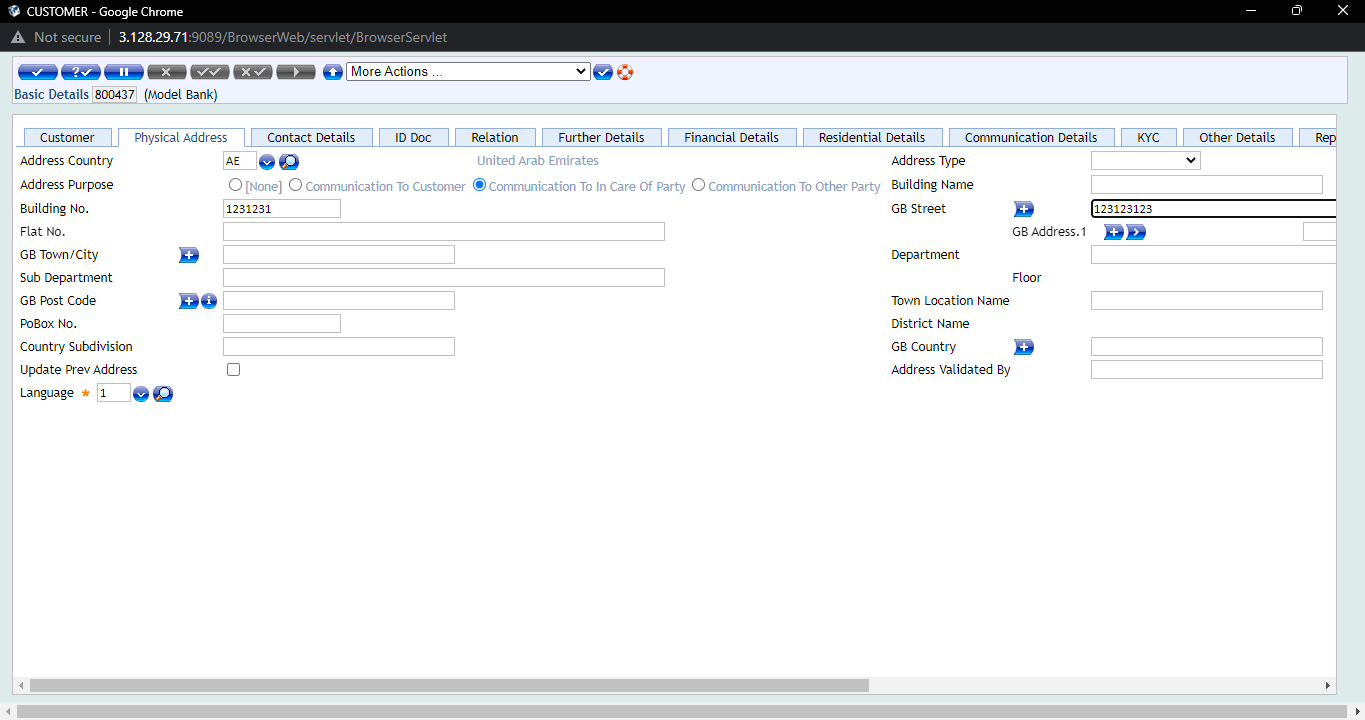 CUSTOMER - Google Chrome
Not secure 3.128.29.71:9089/BrowserWeb/servlet/BrowserServlet
More Actions ...
Basic Details 800437 (Model Bank)
Customer Physical Address Contact Details ID Doc Relation Further Details Financial Details Residential Details Communication Details KYC Other Details Rep
Address Country AE United Arab Emirates Address Type
Address Purpose [None] Communication To Customer Communication To In Care Of Party Communication To Other Party Building Name
Building No. 1231231 GB Street 123123123
Flat No. GB Address.1
GB Town/City Department
Sub Department Floor
GB Post Code Town Location Name
PoBox No. District Name
Country Subdivision GB Country
Update Prev Address Address Validated By
Language * 1